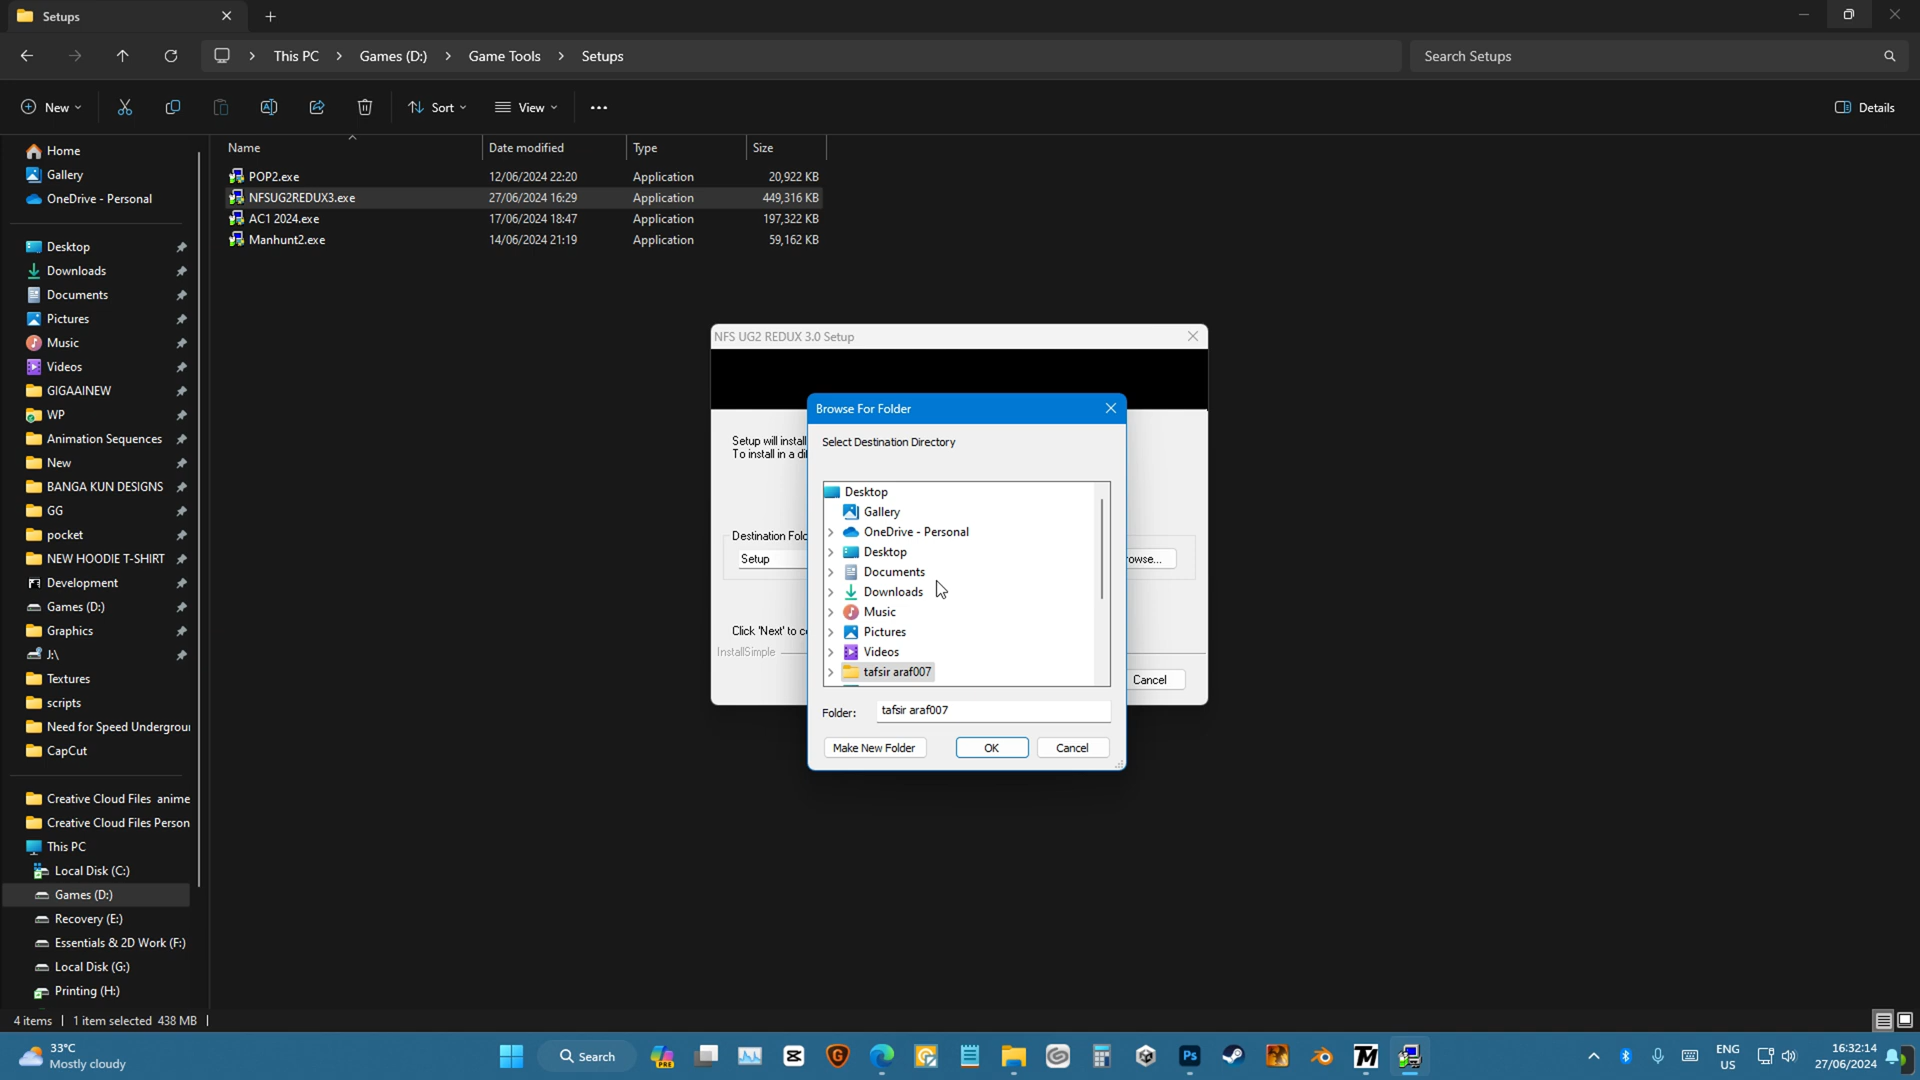 Setups
This PC > Games (D:) > Game Tools > Setups
Search Setups
New
Sort
View
Details
Home
Gallery
OneDrive - Personal
Desktop
Downloads
Documents
Pictures
Music
Videos
GIGAAINEW
WP
Animation Sequences
New
BANGA KUN DESIGNS
GG
pocket
NEW HOODIE T-SHIRT
Development
Games (D:)
Graphics
J:\
Textures
scripts
Need for Speed Undergrou
CapCut
Creative Cloud Files anime
Creative Cloud Files Person
This PC
Local Disk (C:)
Games (D:)
Recovery (E:)
Essentials & 2D Work (F:)
Local Disk (G:)
Printing (H:)
Name Date modified Type Size
POP2.exe 12/06/2024 22:20 Application 20,922 KB
NFSUG2REDUX3.exe 27/06/2024 16:29 Application 449,316 KB
AC1 2024.exe 17/06/2024 18:47 Application 197,322 KB
Manhunt2.exe 14/06/2024 21:19 Application 59,162 KB
NFS UG2 REDUX 3.0 Setup
Setup will install
To install in a di
Destination Fold
Setup
rowse...
Click 'Next' to co
InstallSimple
Cancel
Browse For Folder
Select Destination Directory
Desktop
Gallery
OneDrive - Personal
Desktop
Documents
Downloads
Music
Pictures
Videos
tafsir araf007
Folder: tafsir araf007
Make New Folder OK Cancel
4 items 1 item selected 438 MB
33°C
Mostly cloudy
Search
PRE
Ps
ENG
US
16:32:14
27/06/2024